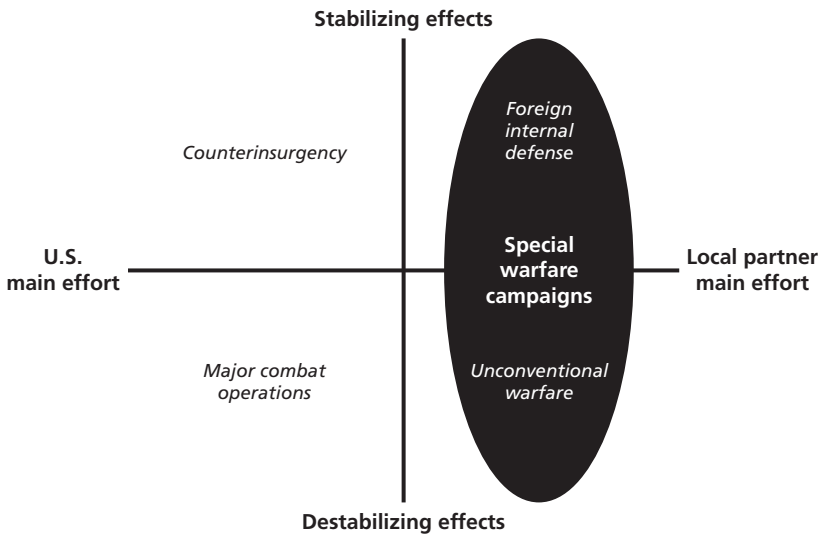 Stabilizing effects
Foreign
internal
defense
Counterinsurgency
U.S.
main effort
Special
warfare
campaigns
Local partner
main effort
Major combat
operations
Unconventional
warfare
Destabilizing effects